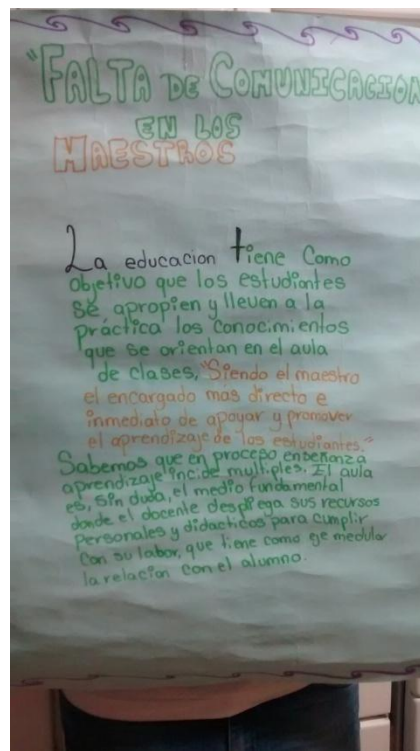 "FALTA DE COMUNICACION
EN LOS
MAESTROS
La educacion tiene Como
objetivo que los estudiantes
se apropien y lleven a la
práctica los conocimientos
que se orientan en el aula
de clases, "Siendo el maestro
el encargado mas directo e
inmediato de apoyar y promover
el aprendizaje de los estudiantes."
Sabemos que en proceso enseñanza
aprendizaje incide multiples. El aula
es, sin duda, el medio fundamental
donde el docente despliega sus recursos
Personales y didacticos para cumplir
con su labor, que tiene como eje medular
la relacion con el alumno.